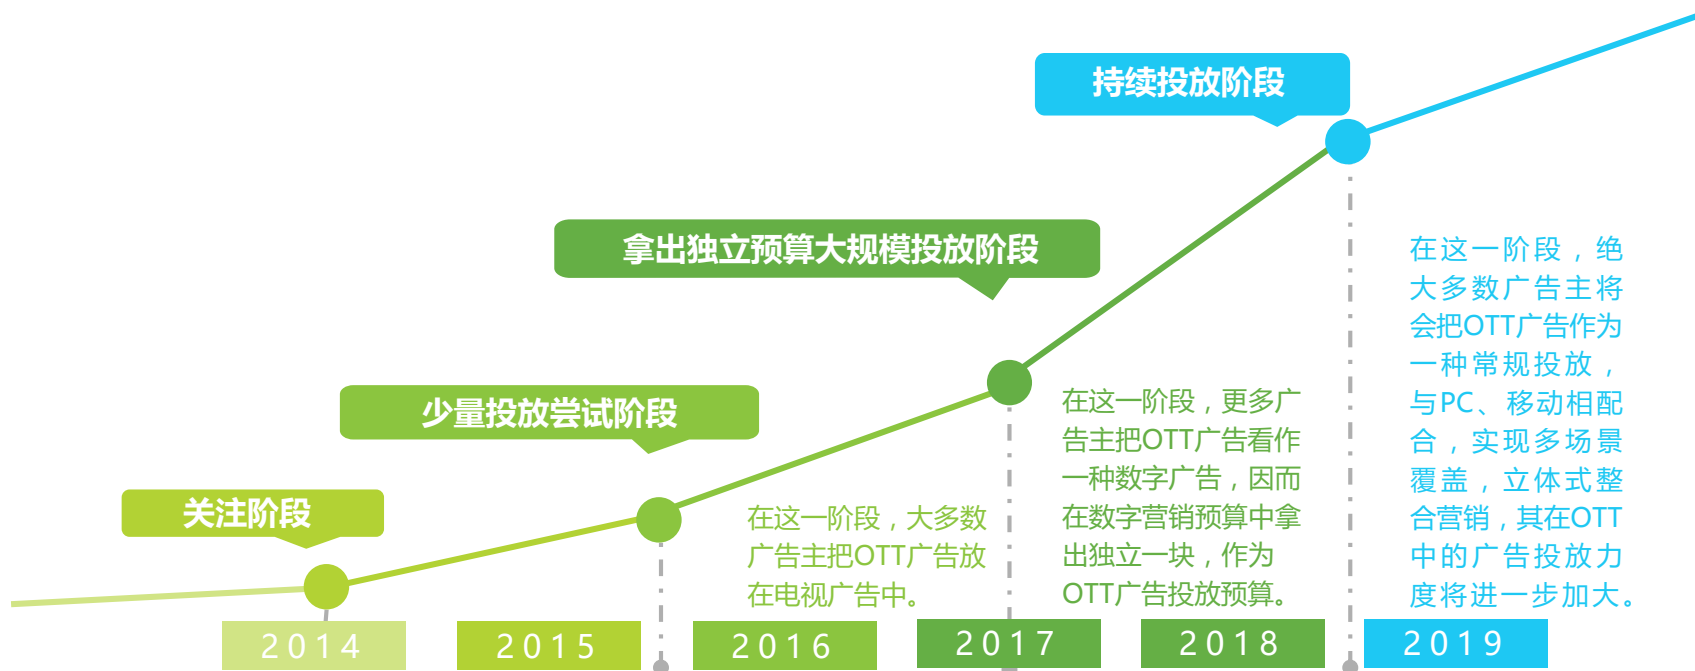 持续投放阶段
拿出独立预算大规模投放阶段
少量投放尝试阶段
关注阶段
在这一阶段，大多数
广告主把OTT广告放
在电视广告中。
在这一阶段，更多广
告主把OTT广告看作
一种数字广告，因而
在数字营销预算中拿
出独立一块，作为
OTT广告投放预算。
在这一阶段，绝
大多数广告主将
会把OTT广告作为
一种常规投放，
与PC、移动相配
合，实现多场景
覆盖，立体式整
合营销，其在OTT
中的广告投放力
度将进一步加大。
2014
2015
2016
2017
2018
2019